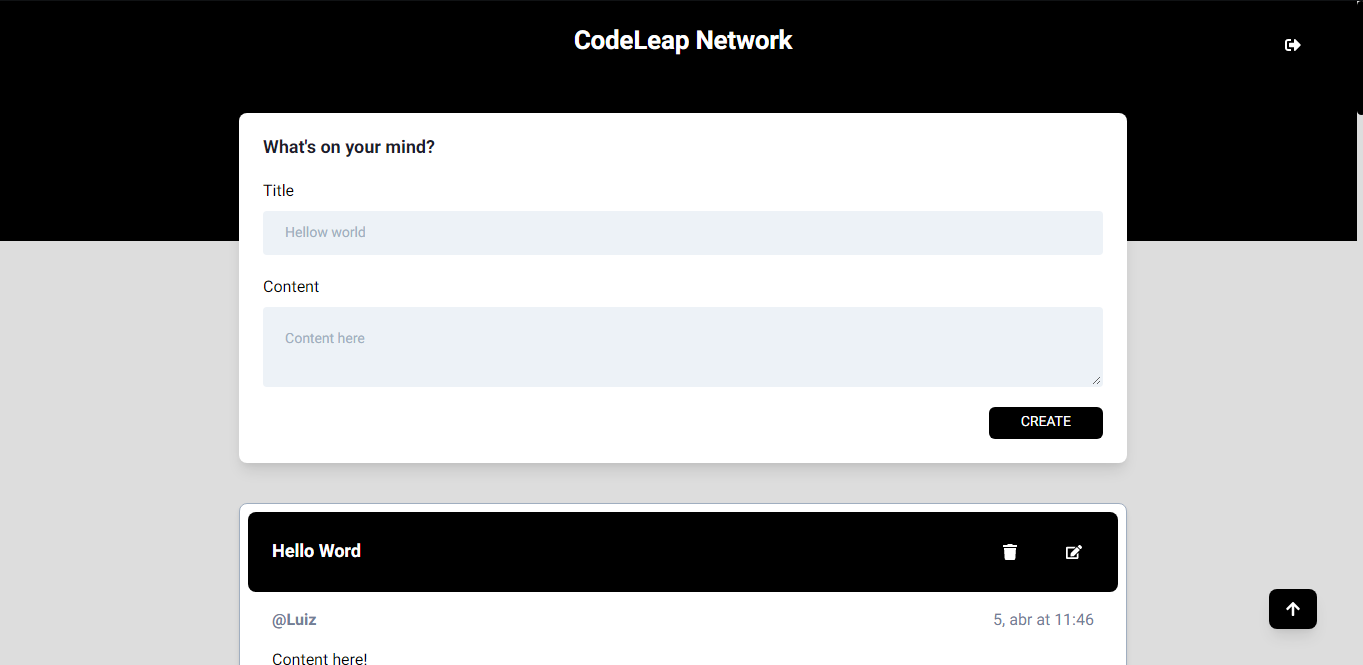 CodeLeap Network
What's on your mind?
Title
Hellow world
Content
Content here
CREATE
Hello Word
@Luiz 5, abr at 11:46
Content here!